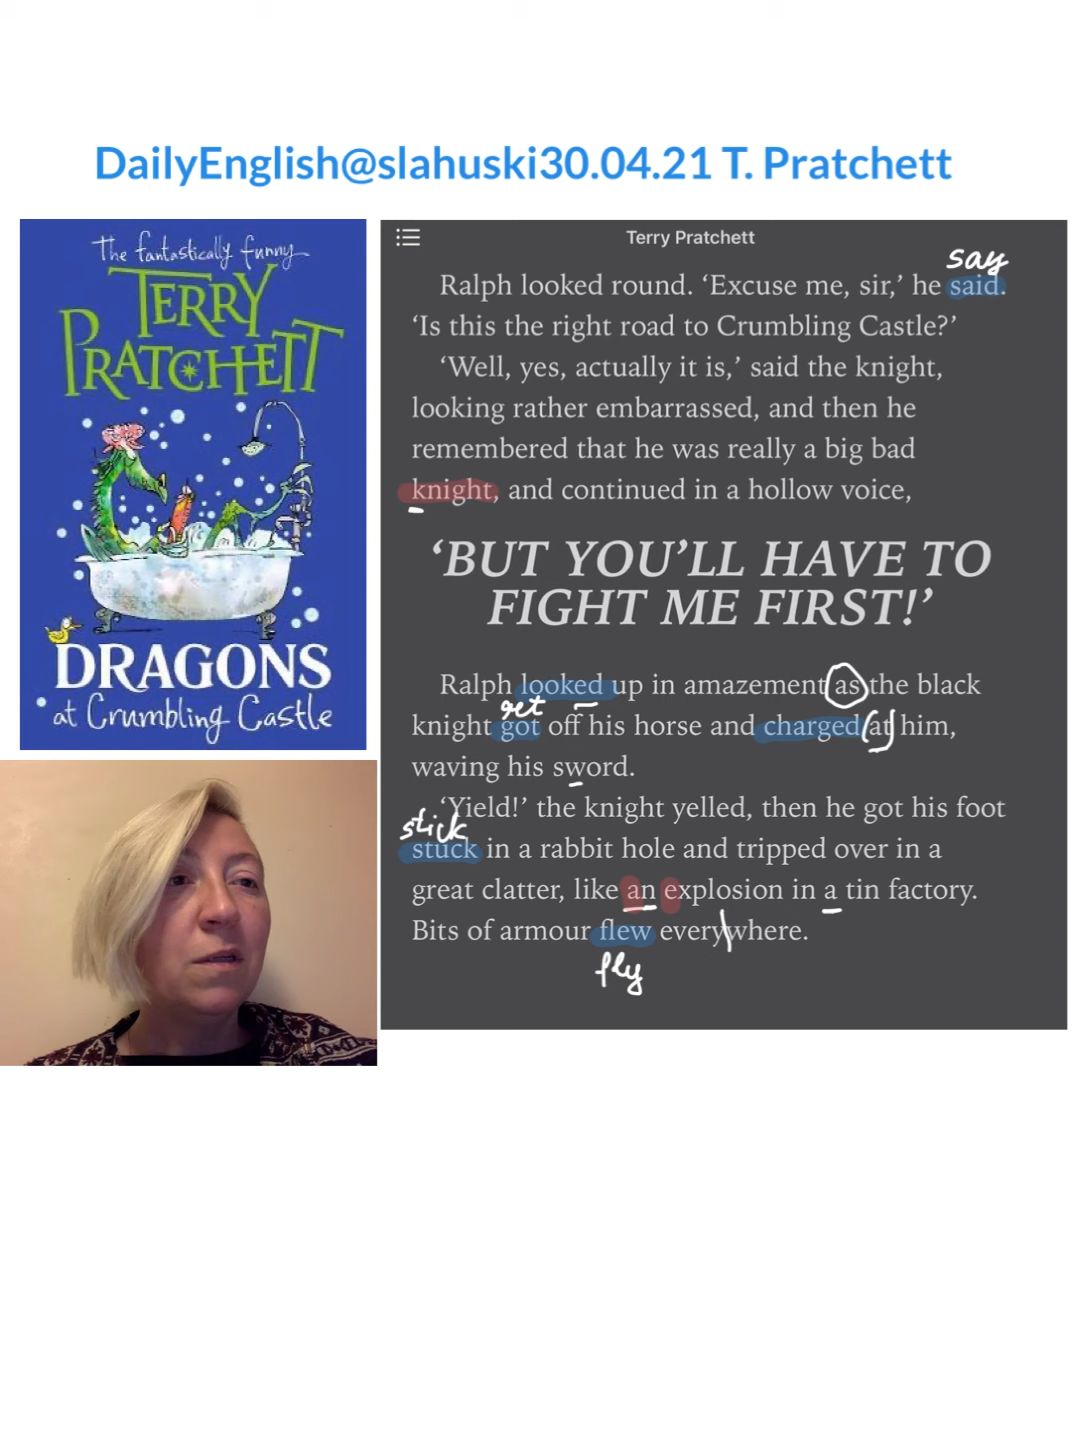 DailyEnglish@slahuski30.04.21 T. Pratchett
The fantastically funny
TERRY
PRATCHETT
DRAGONS
at Crumbling Castle
Terry Pratchett
say
Ralph looked round. ‘Excuse me, sir,’ he said.
‘Is this the right road to Crumbling Castle?’
‘Well, yes, actually it is,’ said the knight,
looking rather embarrassed, and then he
remembered that he was really a big bad
knight, and continued in a hollow voice,
‘BUT YOU’LL HAVE TO
FIGHT ME FIRST!’
Ralph looked up in amazement as the black
get
knight got off his horse and charged at him,
waving his sword.
‘Yield!’ the knight yelled, then he got his foot
stick
stuck in a rabbit hole and tripped over in a
great clatter, like an explosion in a tin factory.
Bits of armour flew everywhere.
fly